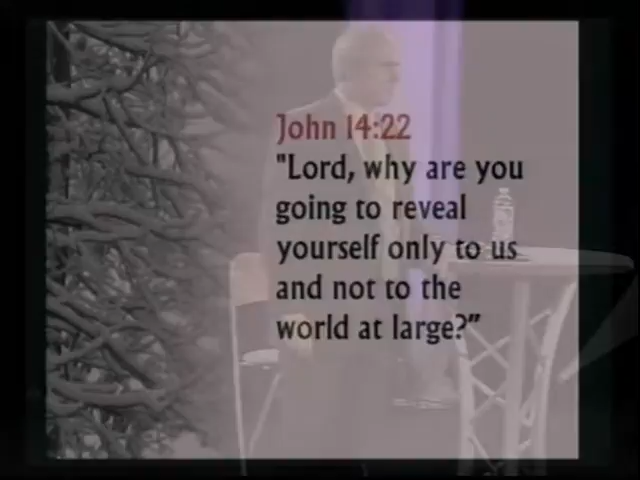 John 14:22
"Lord, why are you
going to reveal
yourself only to us
and not to the
world at large?”